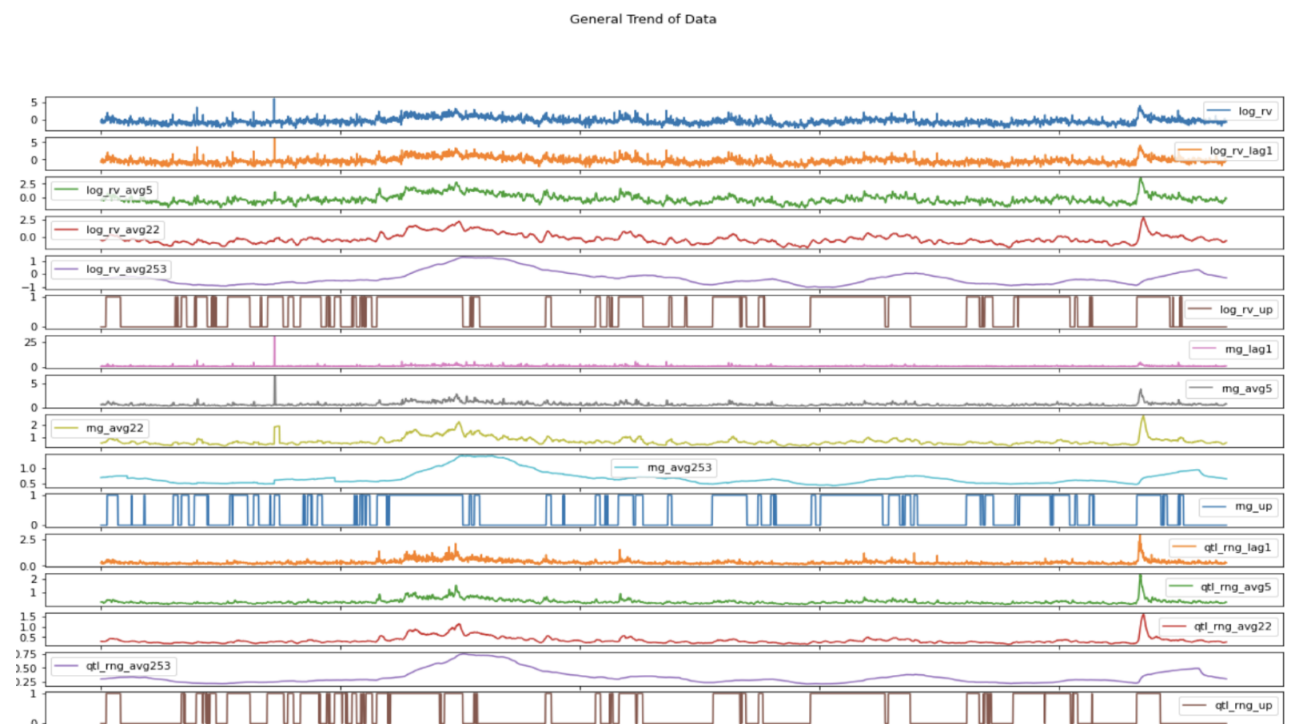 General Trend of Data
5
0
log_rv
5
0
log_rv_lag1
2.5
0.0
log_rv_avg5
2.5
0.0
log_rv_avg22
1
0
−1
log_rv_avg253
1
0
log_rv_up
25
0
rng_lag1
5
0
rng_avg5
2
1
rng_avg22
1.0
0.5
rng_avg253
1
0
rng_up
2.5
0.0
qtl_rng_lag1
2
1
qtl_rng_avg5
1.5
1.0
0.5
qtl_rng_avg22
0.75
0.50
0.25
qtl_rng_avg253
1
0
qtl_rng_up